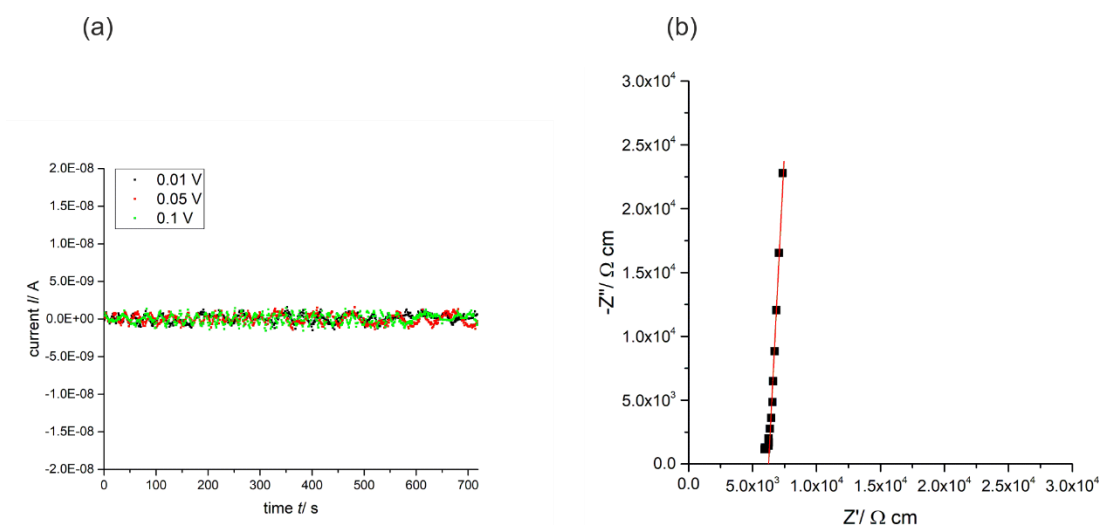 (a)
2.0E-08
1.5E-08
1.0E-08
5.0E-09
0.0E+00
-5.0E-09
-1.0E-08
-1.5E-08
-2.0E-08
current I/ A
0.01 V
0.05 V
0.1 V
0 100 200 300 400 500 600 700
time t/ s
(b)
3.0x10⁴
2.5x10⁴
2.0x10⁴
1.5x10⁴
1.0x10⁴
5.0x10³
0.0
-Z''/ Ω cm
0.0 5.0x10³ 1.0x10⁴ 1.5x10⁴ 2.0x10⁴ 2.5x10⁴ 3.0x10⁴
Z'/ Ω cm